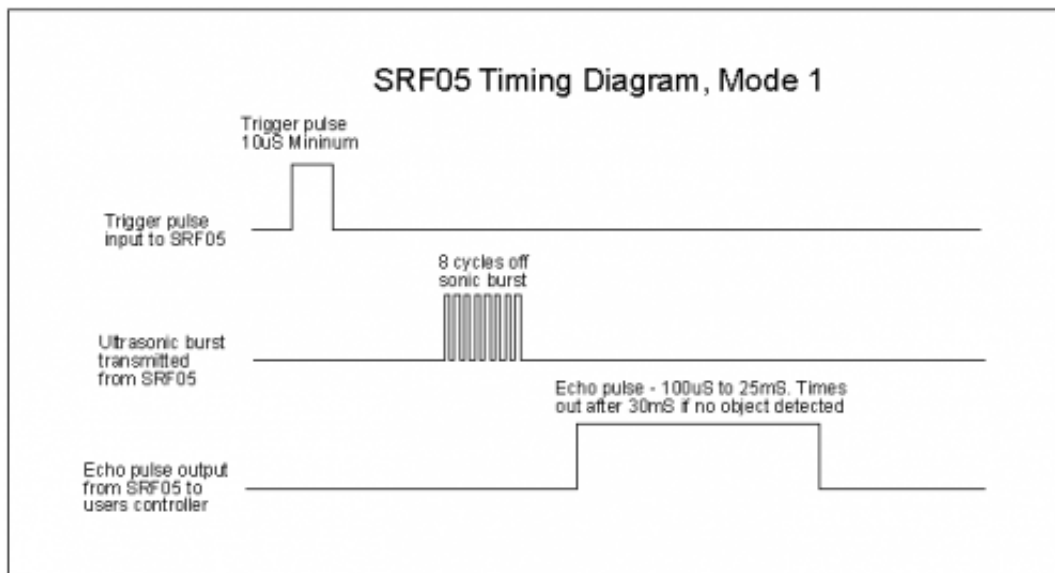 SRF05 Timing Diagram, Mode 1
Trigger pulse
10uS Mininum
Trigger pulse
input to SRF05
8 cycles off
sonic burst
Ultrasonic burst
transmitted
from SRF05
Echo pulse - 100uS to 25mS. Times
out after 30mS if no object detected
Echo pulse output
from SRF05 to
users controller